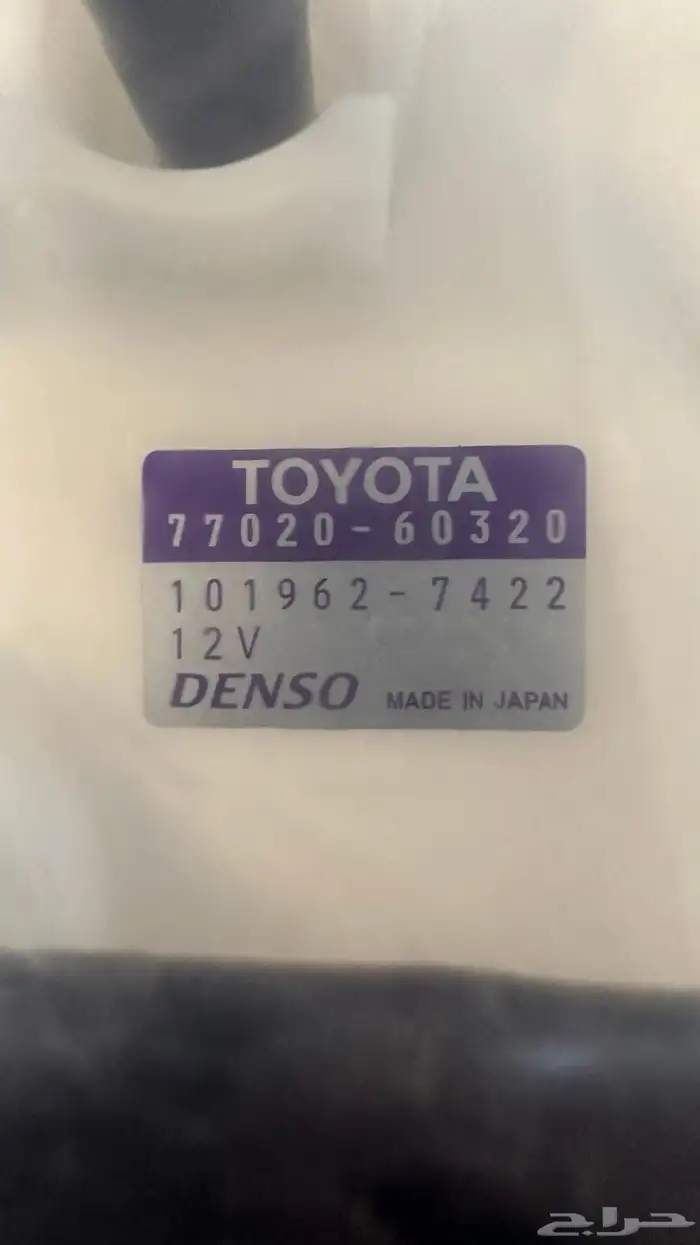 TOYOTA
77020-60320
101962-7422
12V
DENSO MADE IN JAPAN
حراج